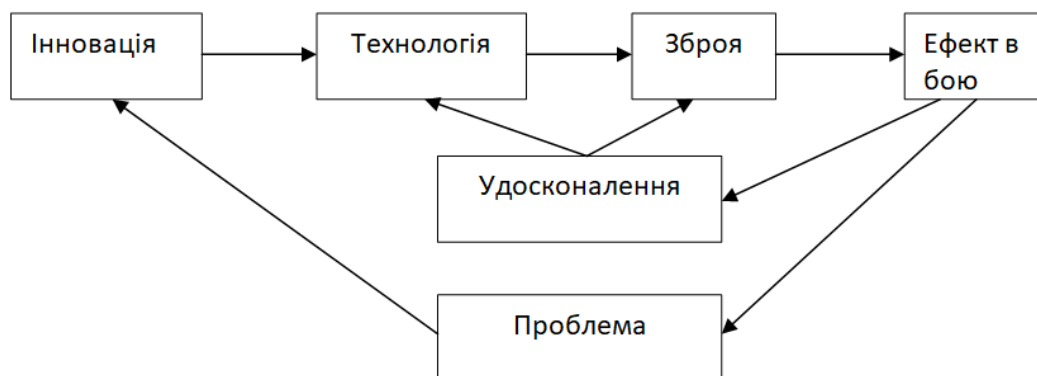 Інновація
Технологія
Зброя
Ефект в
бою
Удосконалення
Проблема